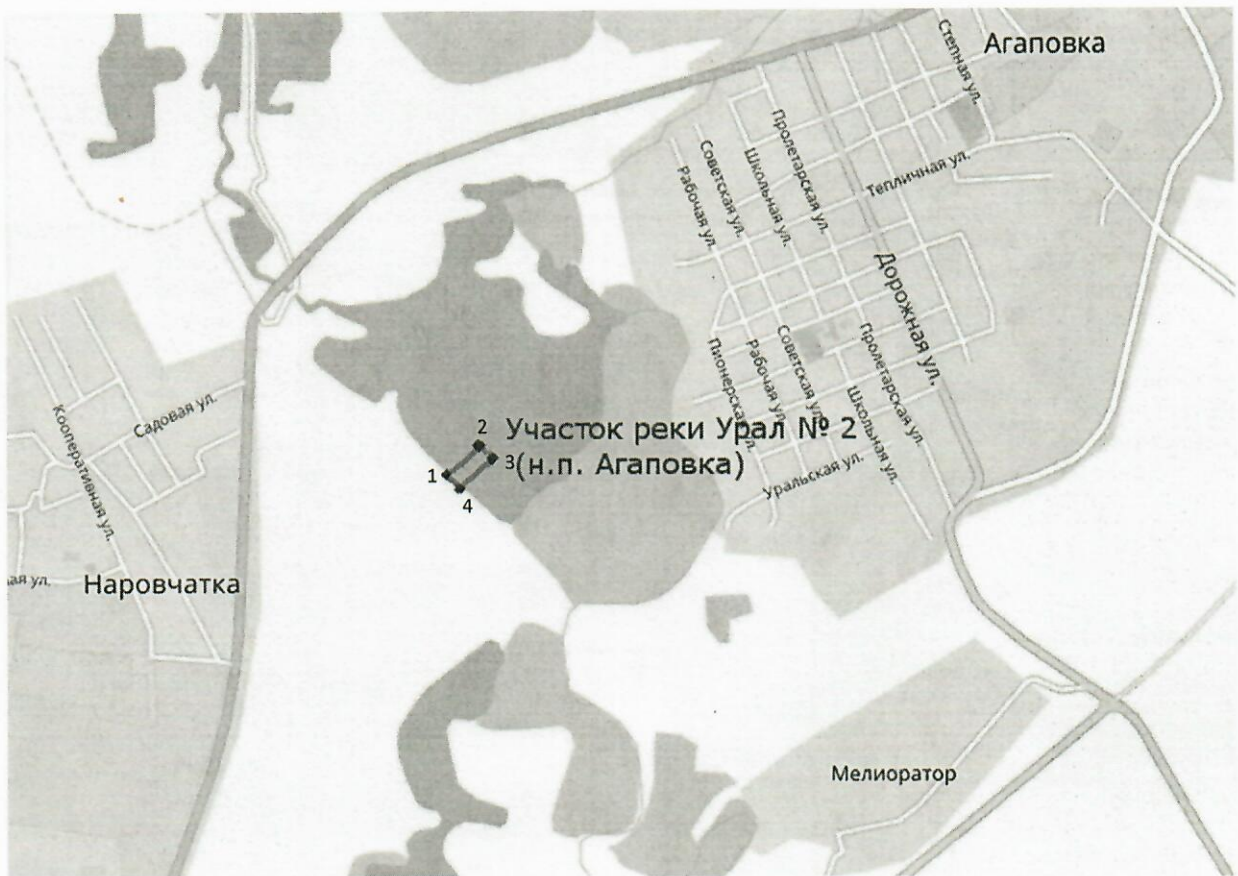 Агаповка
Степная ул.
Пролетарская ул.
Школьная ул.
Советская ул.
Рабочая ул.
Тепличная ул.
Дорожная ул.
Садовая ул.
Кооперативная ул.
Пионерская ул.
Рабочая ул.
Советская ул.
Пролетарская ул.
Школьная ул.
Уральская ул.
2 Участок реки Урал № 2
1 3 (н.п. Агаповка)
4
ая ул.
Наровчатка
Мелиоратор